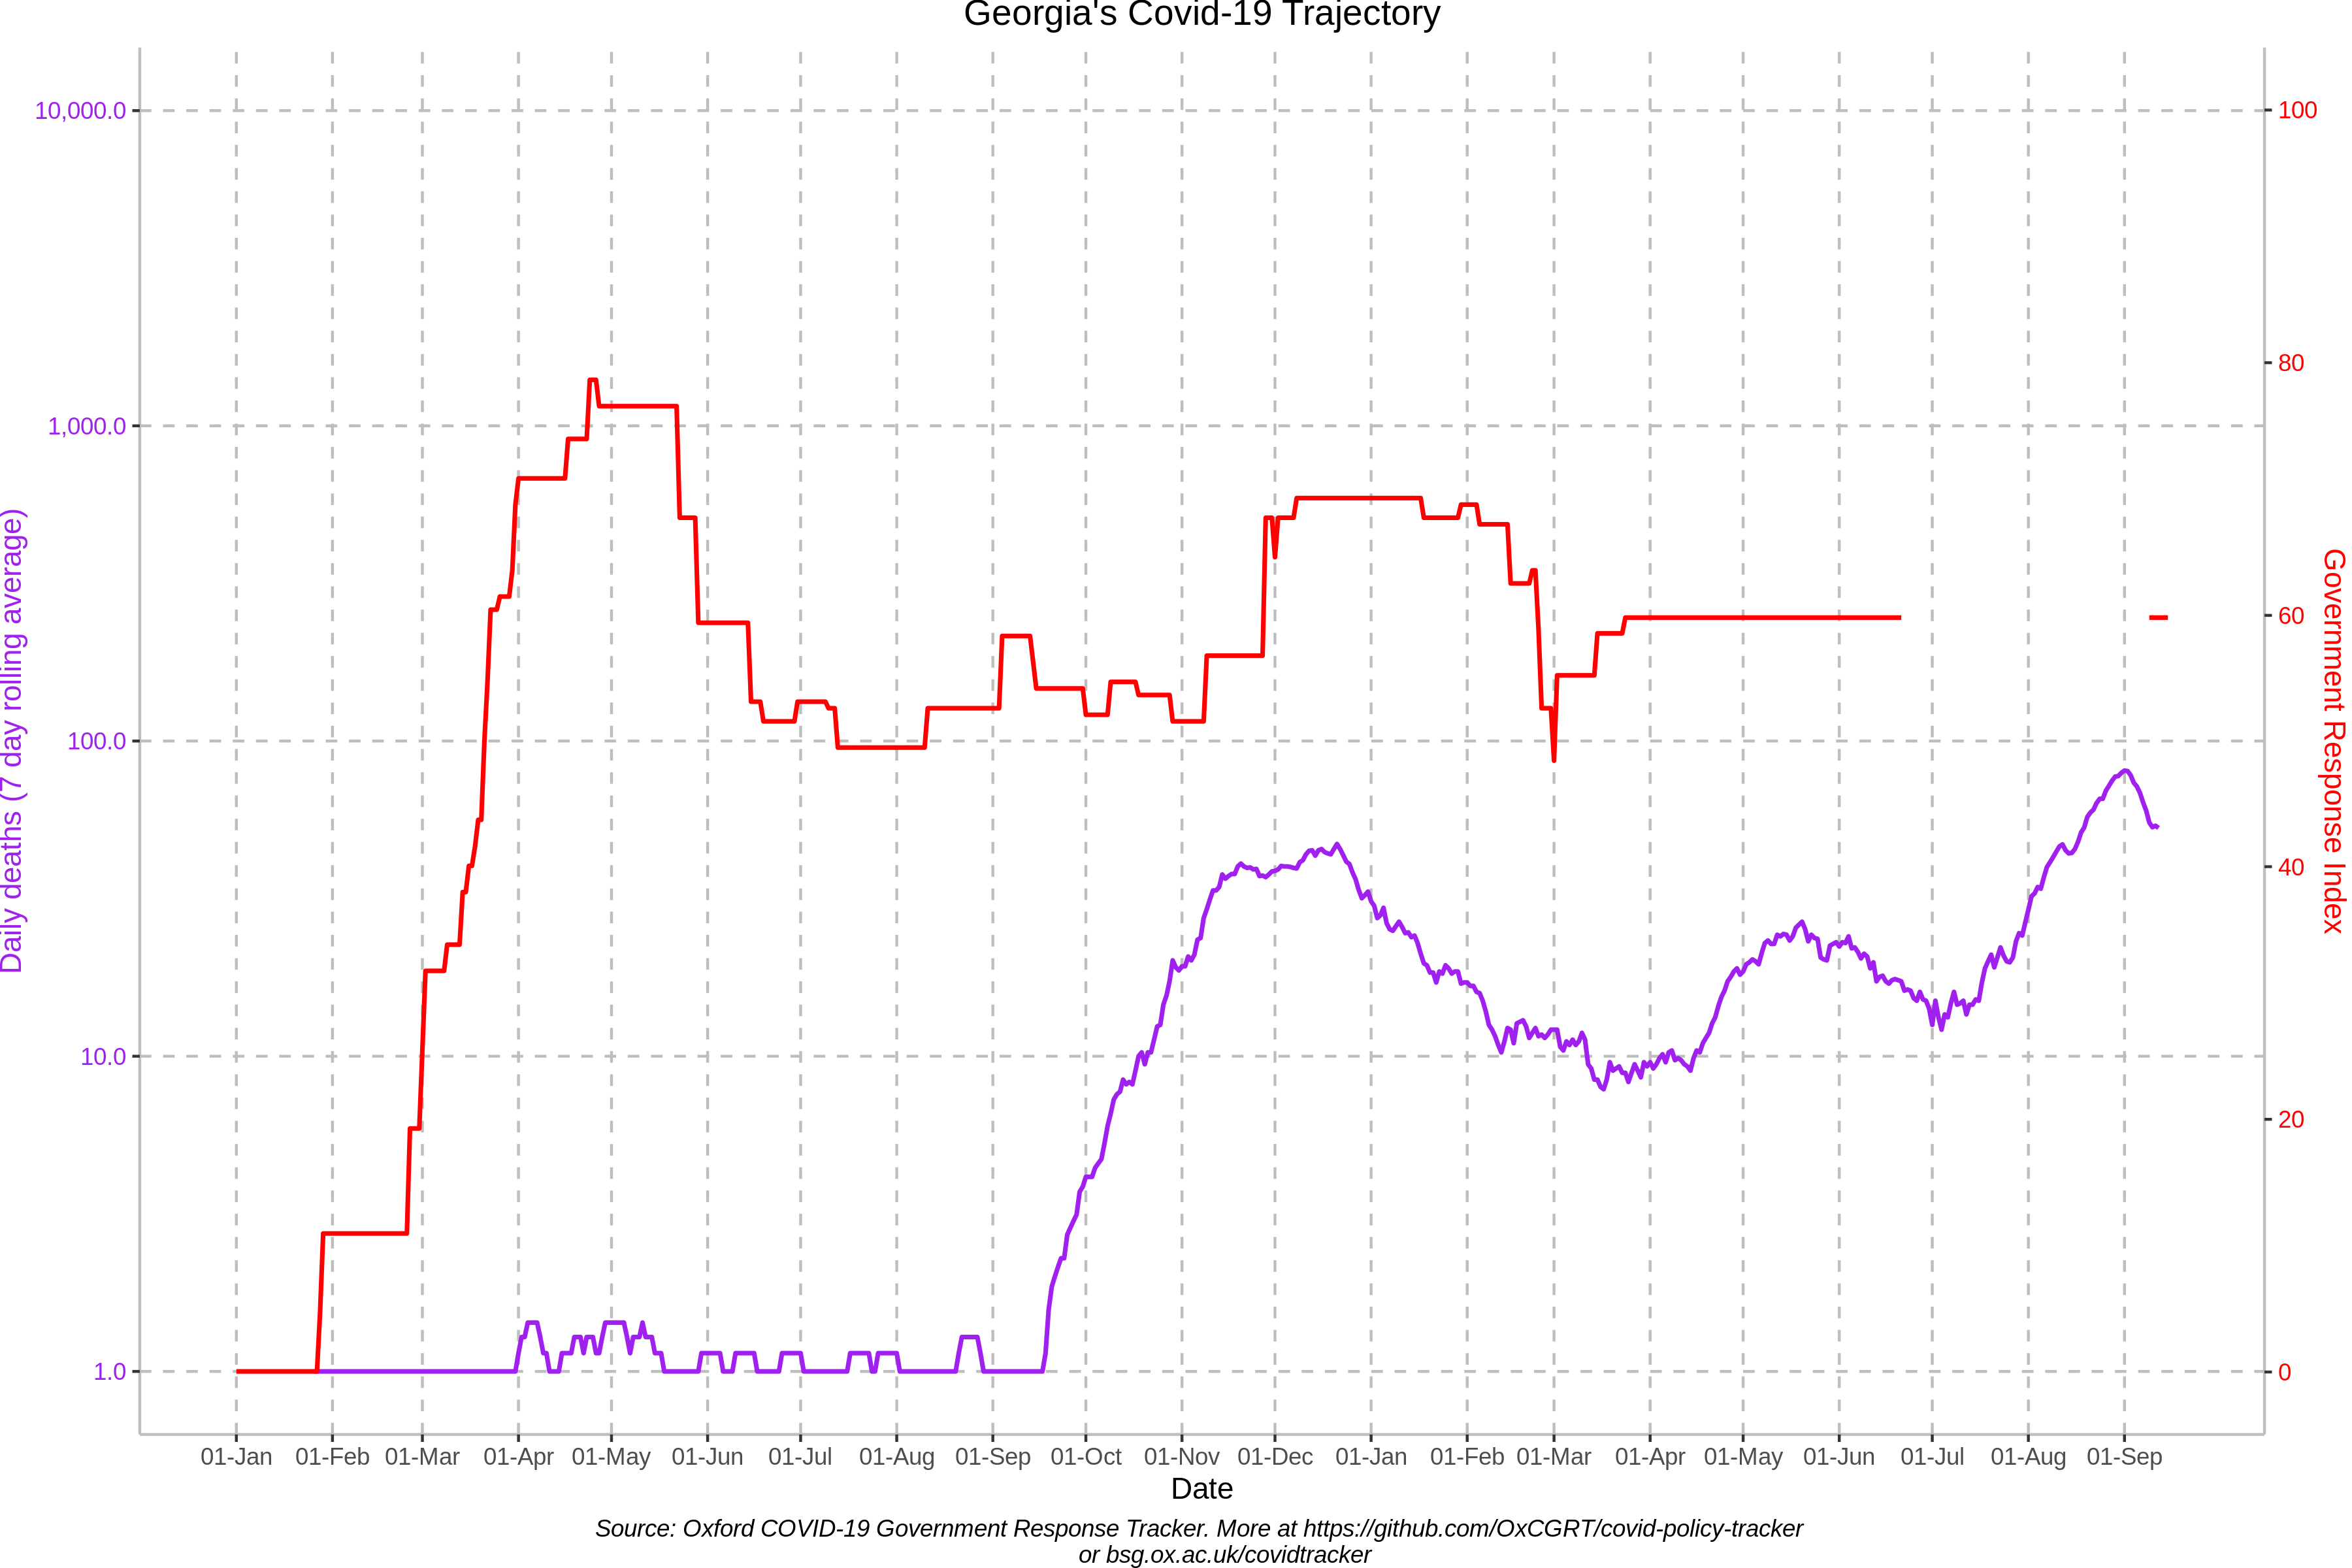 Georgia's Covid-19 Trajectory
10,000.0
1,000.0
100.0
10.0
1.0
Daily deaths (7 day rolling average)
100
80
60
40
20
0
Government Response Index
01-Jan 01-Feb 01-Mar 01-Apr 01-May 01-Jun 01-Jul 01-Aug 01-Sep 01-Oct 01-Nov 01-Dec 01-Jan 01-Feb 01-Mar 01-Apr 01-May 01-Jun 01-Jul 01-Aug 01-Sep
Date
Source: Oxford COVID-19 Government Response Tracker. More at https://github.com/OxCGRT/covid-policy-tracker
or bsg.ox.ac.uk/covidtracker